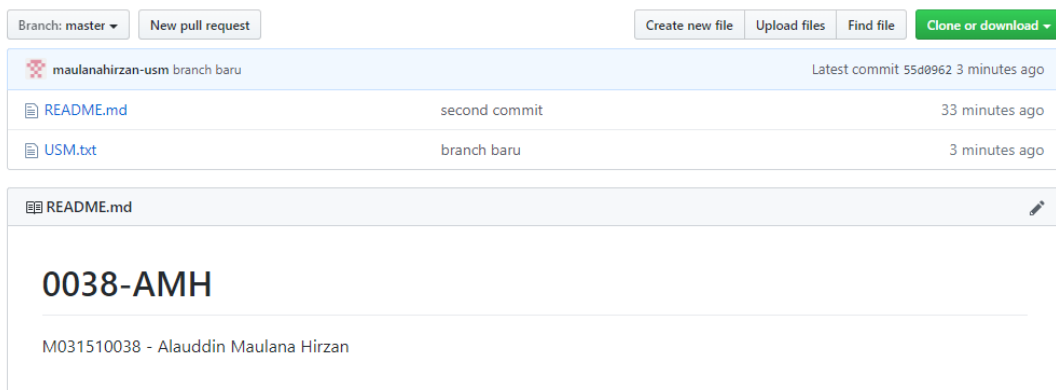 Branch: master New pull request Create new file Upload files Find file Clone or download
maulanahirzan-usm branch baru Latest commit 55d0962 3 minutes ago
README.md second commit 33 minutes ago
USM.txt branch baru 3 minutes ago
README.md
0038-AMH
M031510038 - Alauddin Maulana Hirzan